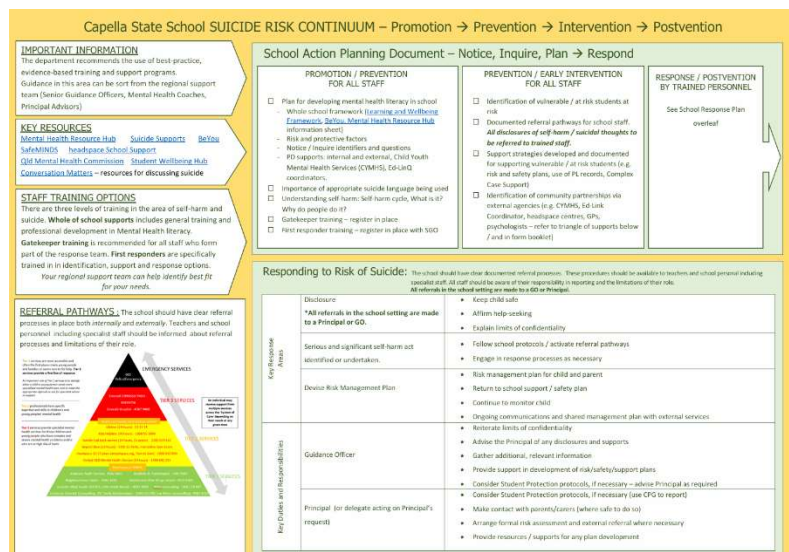 Capella State School SUICIDE RISK CONTINUUM – Promotion → Prevention → Intervention → Postvention
IMPORTANT INFORMATION
The department recommends the use of best-practice,
evidence-based training and support programs.
Guidance in this area can be sort from the regional support
team (Senior Guidance Officers, Mental Health Coaches,
Principal Advisors)
KEY RESOURCES
Mental Health Resource Hub Suicide Supports BeYou
SafeMINDS headspace School Support
Qld Mental Health Commission Student Wellbeing Hub
Conversation Matters – resources for discussing suicide
STAFF TRAINING OPTIONS
There are three levels of training in the area of self-harm and
suicide. Whole of school supports includes general training and
professional development in Mental Health literacy.
Gatekeeper training is recommended for all staff who form
part of the response team. First responders are specifically
trained in in identification, support and response options.
Your regional support team can help identify best fit
for your needs.
REFERRAL PATHWAYS : The school should have clear referral
processes in place both internally and externally. Teachers and school
personnel including specialist staff should be informed about referral
processes and limitations of their role.
EMERGENCY SERVICES
School Action Planning Document – Notice, Inquire, Plan → Respond
PROMOTION / PREVENTION
FOR ALL STAFF
☐ Plan for developing mental health literacy in school
- Whole school framework (Learning and Wellbeing
Framework, BeYou, Mental Health Resource Hub
information sheet)
- Risk and protective factors
- Notice / Inquire identifiers and questions
- PD supports: internal and external, Child Youth
Mental Health Services (CYMHS), Ed-LinQ
coordinators.
☐ Importance of appropriate suicide language being used
☐ Understanding self-harm: Self-harm cycle, What is it?
Why do people do it?
☐ Gatekeeper training – register in place
☐ First responder training – register with SGO
PREVENTION / EARLY INTERVENTION
FOR ALL STAFF
☐ Identification of vulnerable / at risk students at
risk
☐ Documented referral pathways for school staff.
All disclosures of self-harm / suicidal thoughts to
be referred to trained staff.
☐ Support strategies developed and documented
for supporting vulnerable / at risk students (e.g.
risk and safety plans, use of PL records, Complex
Case Support)
☐ Identification of community partnerships via
external agencies (e.g. CYMHS, Ed-Link
Coordinator, headspace centres, GPs,
psychologists – refer to triangle of supports below
/ and in form booklet)
RESPONSE / POSTVENTION
BY TRAINED PERSONNEL
See School Response Plan
overleaf
Responding to Risk of Suicide: The school should have clear documented referral processes. These procedures should be available to teachers and school personal including
specialist staff. All staff should be aware of their responsibility in reporting and the limitations of their role.
All referrals in the school setting are made to a GO or Principal.
Key Response
Areas
Disclosure
*All referrals in the school setting are made
to a Principal or GO.
• Keep child safe
• Affirm help-seeking
• Explain limits of confidentiality
Serious and significant self-harm act
identified or undertaken.
• Follow school protocols / activate referral pathways
• Engage in response processes as necessary
Devise Risk Management Plan
• Risk management plan for child and parent
• Return to school support / safety plan
• Continue to monitor child
• Ongoing communications and shared management plan with external services
Key Duties and Responsibilities
Guidance Officer
• Reiterate limits of confidentiality
• Advise the Principal of any disclosures and supports
• Gather additional, relevant information
• Provide support in development of risk/safety/support plans
• Consider Student Protection protocols, if necessary – advise Principal as required
Principal (or delegate acting on Principal's
request)
• Consider Student Protection protocols, if necessary (use CPG to report)
• Make contact with parents/carers (where safe to do so)
• Arrange formal risk assessment and external referral where necessary
• Provide resources / supports for any plan development